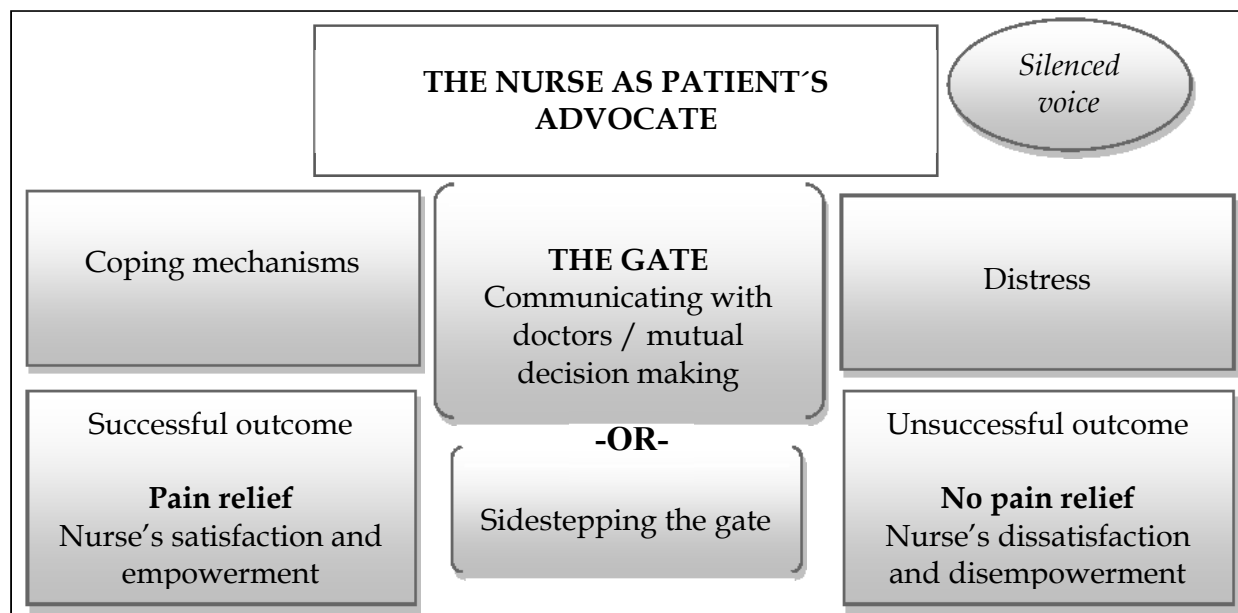 THE NURSE AS PATIENT´S
ADVOCATE
Silenced
voice
Coping mechanisms
THE GATE
Communicating with
doctors / mutual
decision making
Distress
Successful outcome
Pain relief
Nurse’s satisfaction and
empowerment
-OR-
Sidestepping the gate
Unsuccessful outcome
No pain relief
Nurse’s dissatisfaction
and disempowerment